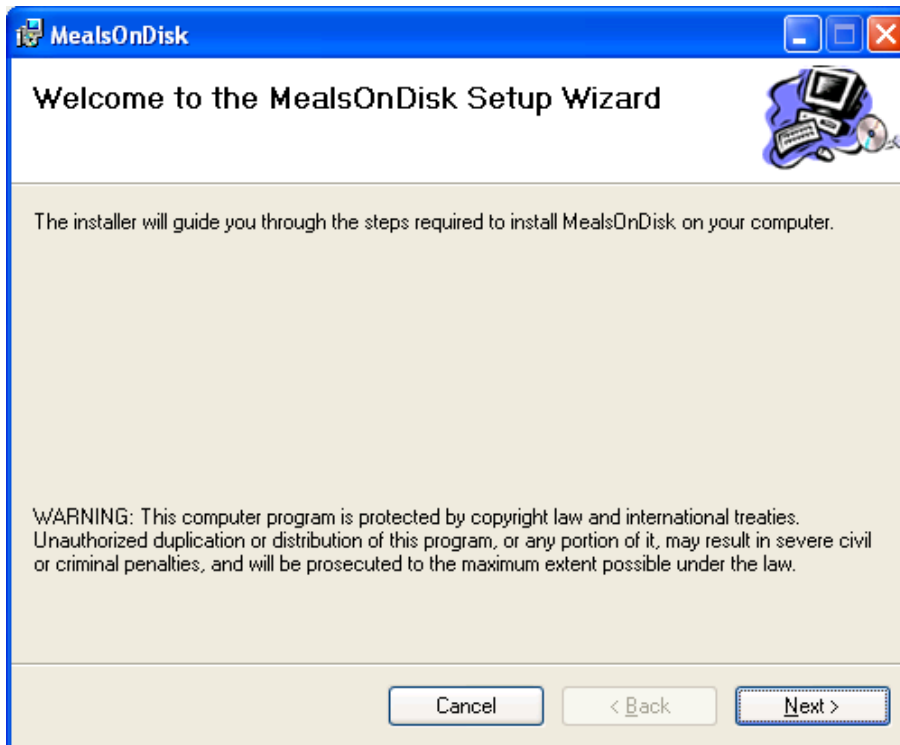 MealsOnDisk
Welcome to the MealsOnDisk Setup Wizard
The installer will guide you through the steps required to install MealsOnDisk on your computer.
WARNING: This computer program is protected by copyright law and international treaties.
Unauthorized duplication or distribution of this program, or any portion of it, may result in severe civil
or criminal penalties, and will be prosecuted to the maximum extent possible under the law.
Cancel < Back Next >